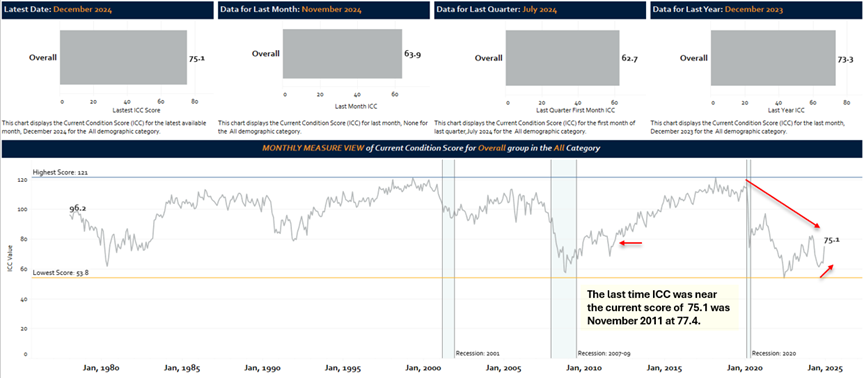 Latest Date: December 2024
Data for Last Month: November 2024
Data for Last Quarter: July 2024
Data for Last Year: December 2023
Overall
75.1
0 20 40 60 80
Lastest ICC Score
Overall
63.9
0 20 40 60
Last Month ICC
Overall
62.7
0 20 40 60
Last Quarter First Month ICC
Overall
73.3
0 20 40 60
Last Year ICC
This chart displays the Current Condition Score (ICC) for the latest available
month, December 2024 for the All demographic category.
This chart displays the Current Condition Score (ICC) for last month, None for
the All demographic category.
This chart displays the Current Condition Score (ICC) for the first month of
last quarter,July 2024 for the All demographic category.
This chart displays the Current Condition Score (ICC) for the last month,
December 2023 for the All demographic category.
MONTHLY MEASURE VIEW of Current Condition Score for Overall group in the All Category
Highest Score: 121
120
100
80
60
40
20
0
ICC Value
96.2
75.1
Lowest Score: 53.8
The last time ICC was near
the current score of 75.1 was
November 2011 at 77.4.
Recession: 2001
Recession: 2007-09
Recession: 2020
Jan, 1980
Jan, 1985
Jan, 1990
Jan, 1995
Jan, 2000
Jan, 2010
Jan, 2015
Jan, 2020
Jan, 2025